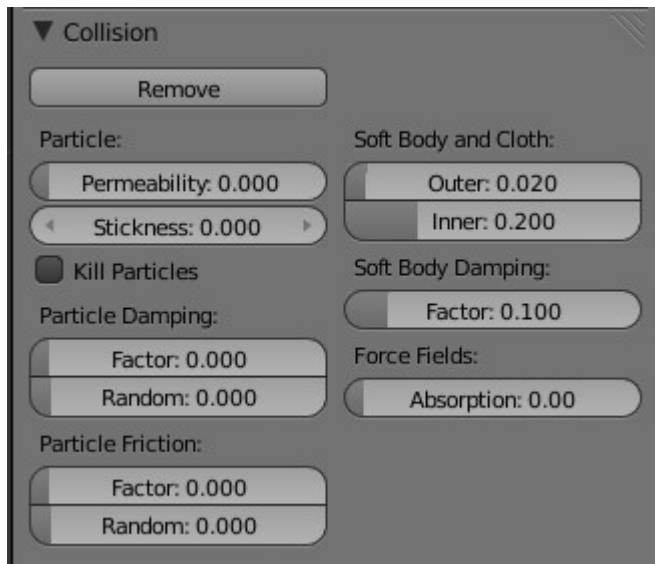 Collision
Remove
Particle:
Permeability: 0.000
Stickness: 0.000
Kill Particles
Particle Damping:
Factor: 0.000
Random: 0.000
Particle Friction:
Factor: 0.000
Random: 0.000
Soft Body and Cloth:
Outer: 0.020
Inner: 0.200
Soft Body Damping:
Factor: 0.100
Force Fields:
Absorption: 0.00